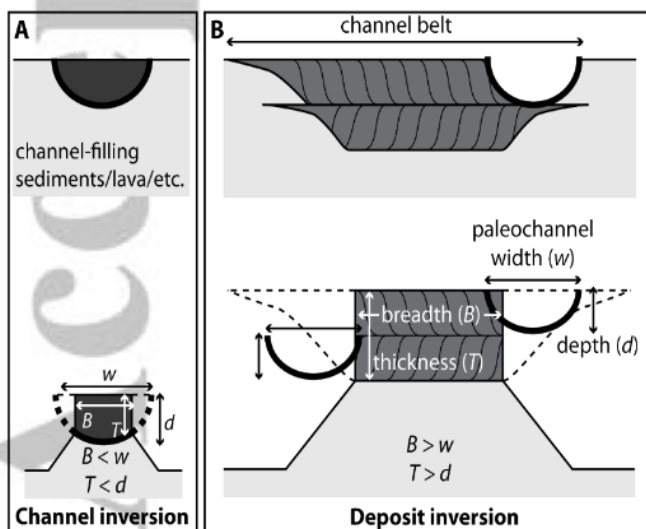 A
channel-filling
sediments/lava/etc.
w
B
T
d
B < w
T < d
Channel inversion
B
channel belt
paleochannel
width (w)
breadth (B)
depth (d)
thickness (T)
B > w
T > d
Deposit inversion